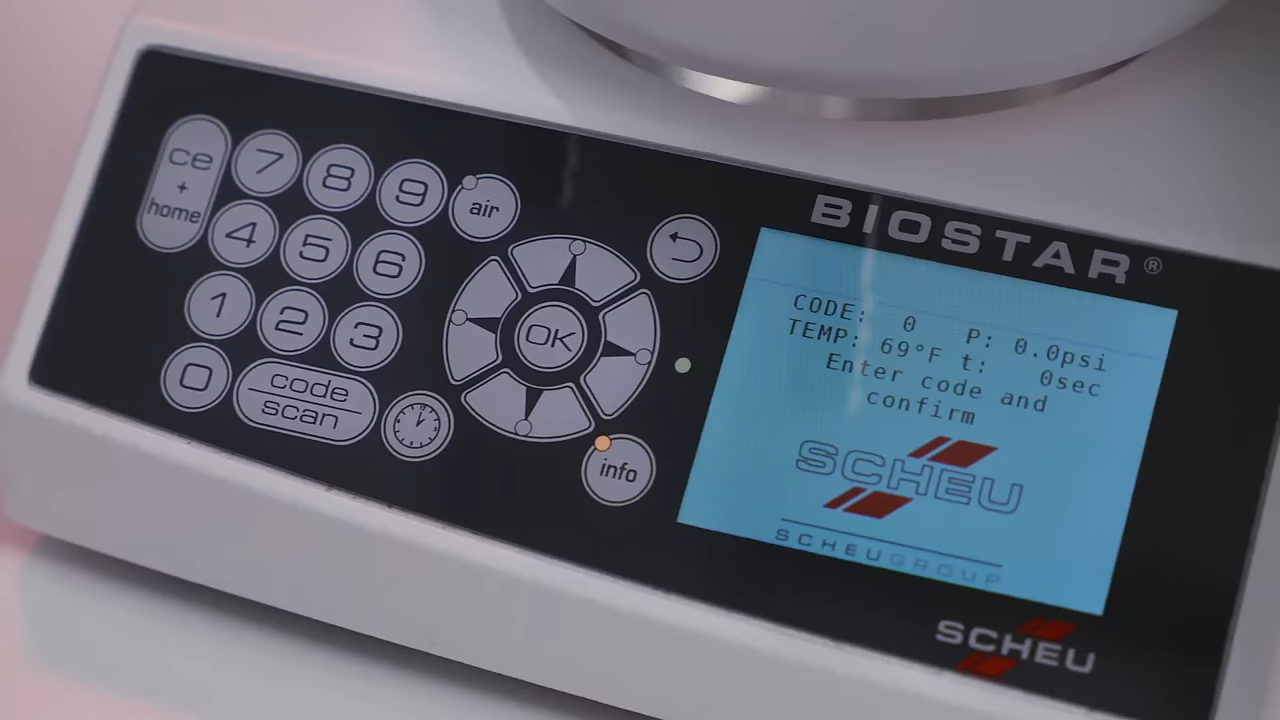 ce
+
home
7
8
9
air
4
5
6
1
2
3
0
code
scan
OK
info
BIOSTAR®
CODE: 0 P: 0.0psi
TEMP: 69°F t: 0sec
Enter code and
confirm
SCHEU
SCHEUGROUP
SCHEU